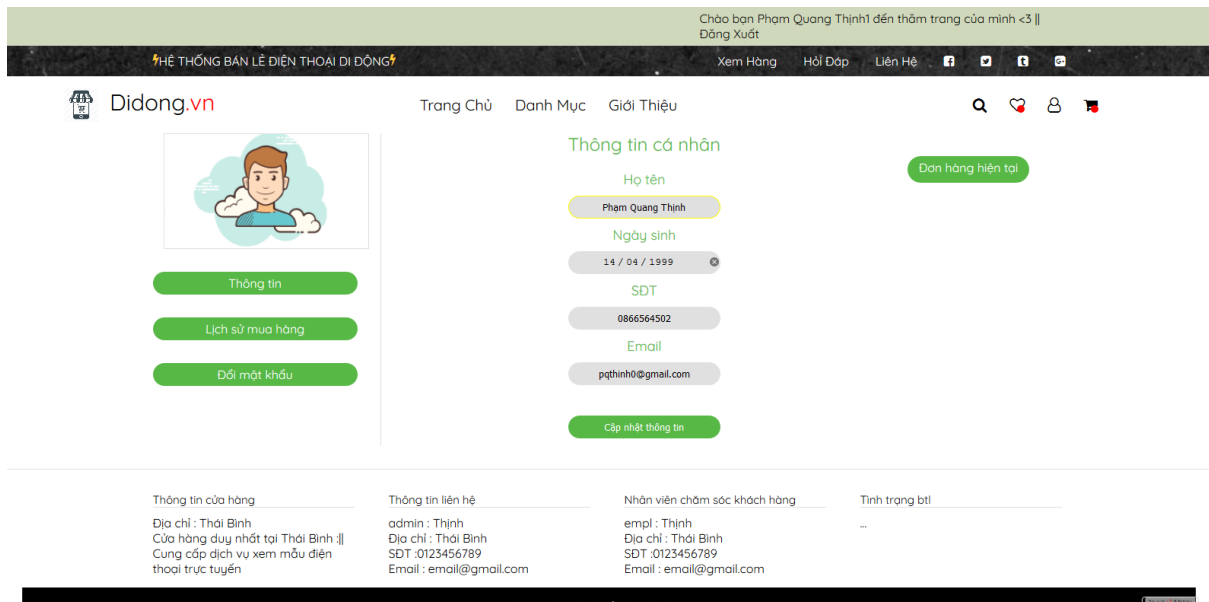 Chào bạn Phạm Quang Thịnh1 đến thăm trang của mình <3 ||
Đăng Xuất
HỆ THỐNG BÁN LẺ ĐIỆN THOẠI DI ĐỘNG
Xem Hàng Hỏi Đáp Liên Hệ
Didong.vn
Trang Chủ Danh Mục Giới Thiệu
Thông tin cá nhân
Đơn hàng hiện tại
Họ tên
Phạm Quang Thịnh
Ngày sinh
14 / 04 / 1999
Thông tin
SĐT
0866564502
Lịch sử mua hàng
Email
pqthinh0@gmail.com
Đổi mật khẩu
Cập nhật thông tin
Thông tin cửa hàng
Địa chỉ : Thái Bình
Cửa hàng duy nhất tại Thái Bình :||
Cung cấp dịch vụ xem mẫu điện
thoại trực tuyến
Thông tin liên hệ
admin : Thịnh
Địa chỉ : Thái Bình
SĐT :0123456789
Email : email@gmail.com
Nhân viên chăm sóc khách hàng
empl : Thịnh
Địa chỉ : Thái Bình
SĐT :0123456789
Email : email@gmail.com
Tình trạng btl
...